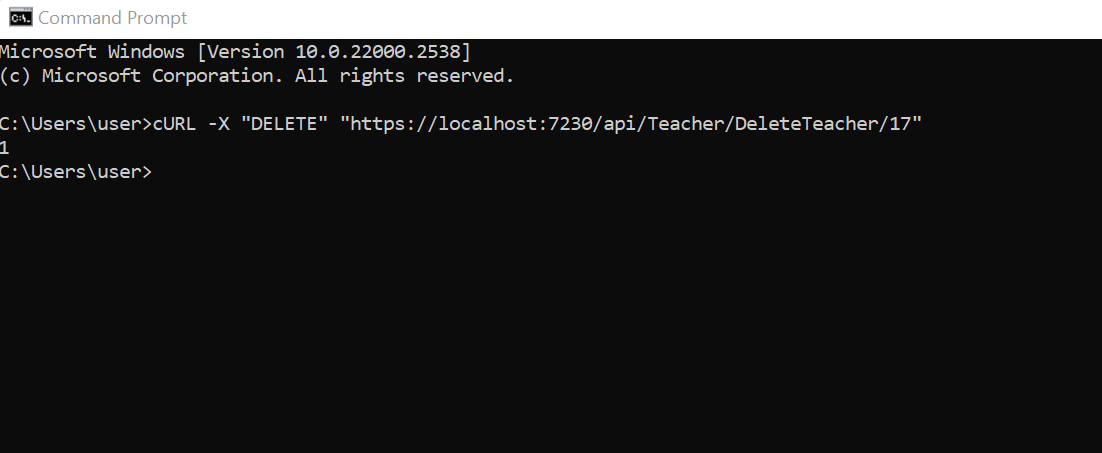 Command Prompt
Microsoft Windows [Version 10.0.22000.2538]
(c) Microsoft Corporation. All rights reserved.
C:\Users\user>cURL -X "DELETE" "https://localhost:7230/api/Teacher/DeleteTeacher/17"
1
C:\Users\user>